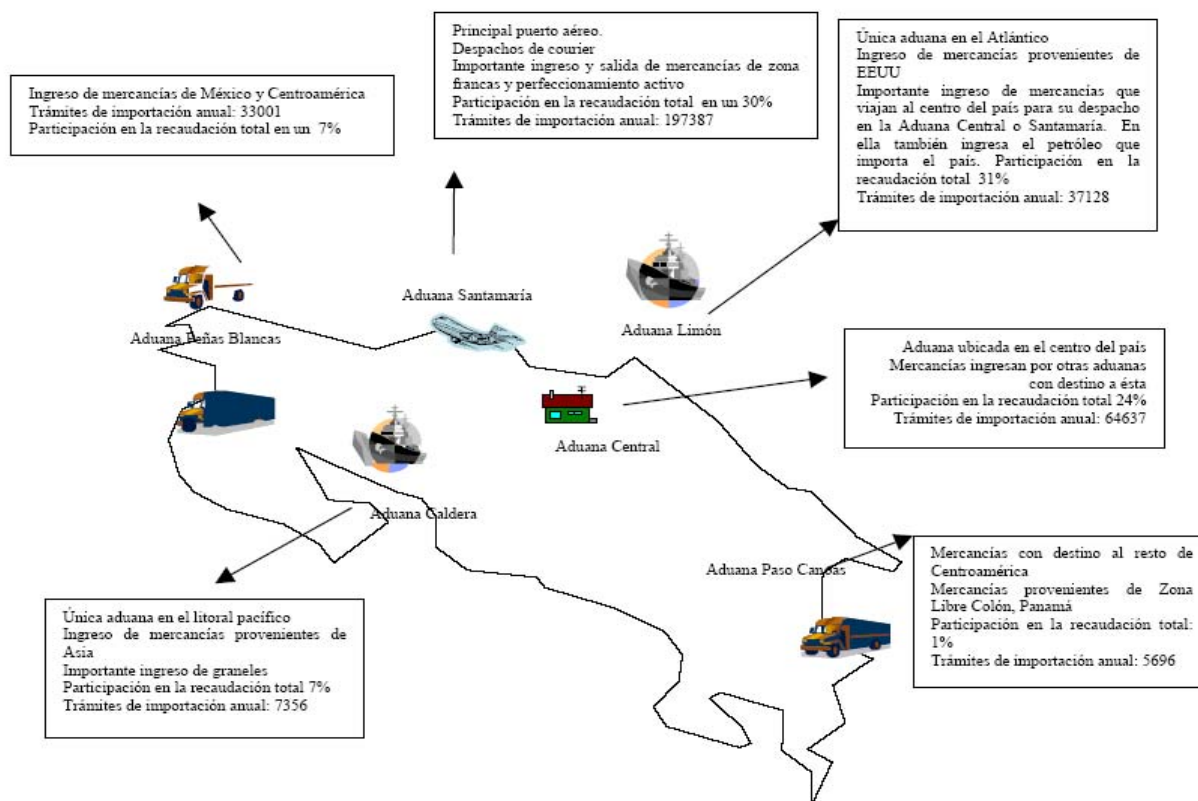 Principal puerto aéreo.
Despachos de courier
Importante ingreso y salida de mercancías de zona
francas y perfeccionamiento activo
Participación en la recaudación total en un 30%
Trámites de importación anual: 197387
Única aduana en el Atlántico
Ingreso de mercancías provenientes de
EEUU
Importante ingreso de mercancías que
viajan al centro del país para su despacho
en la Aduana Central o Santamaría. En
ella también ingresa el petróleo que
importa el país. Participación en la
recaudación total 31%
Trámites de importación anual: 37128
Ingreso de mercancías de México y Centroamérica
Trámites de importación anual: 33001
Participación en la recaudación total en un 7%
Aduana Santamaría
Aduana Limón
Aduana Peñas Blancas
Aduana ubicada en el centro del país
Mercancías ingresan por otras aduanas
con destino a ésta
Participación en la recaudación total 24%
Trámites de importación anual: 64637
Aduana Central
Aduana Caldera
Aduana Paso Canoas
Mercancías con destino al resto de
Centroamérica
Mercancías provenientes de Zona
Libre Colón, Panamá
Participación en la recaudación total:
1%
Trámites de importación anual: 5696
Única aduana en el litoral pacífico
Ingreso de mercancías provenientes de
Asia
Importante ingreso de graneles
Participación en la recaudación total 7%
Trámites de importación anual: 7356